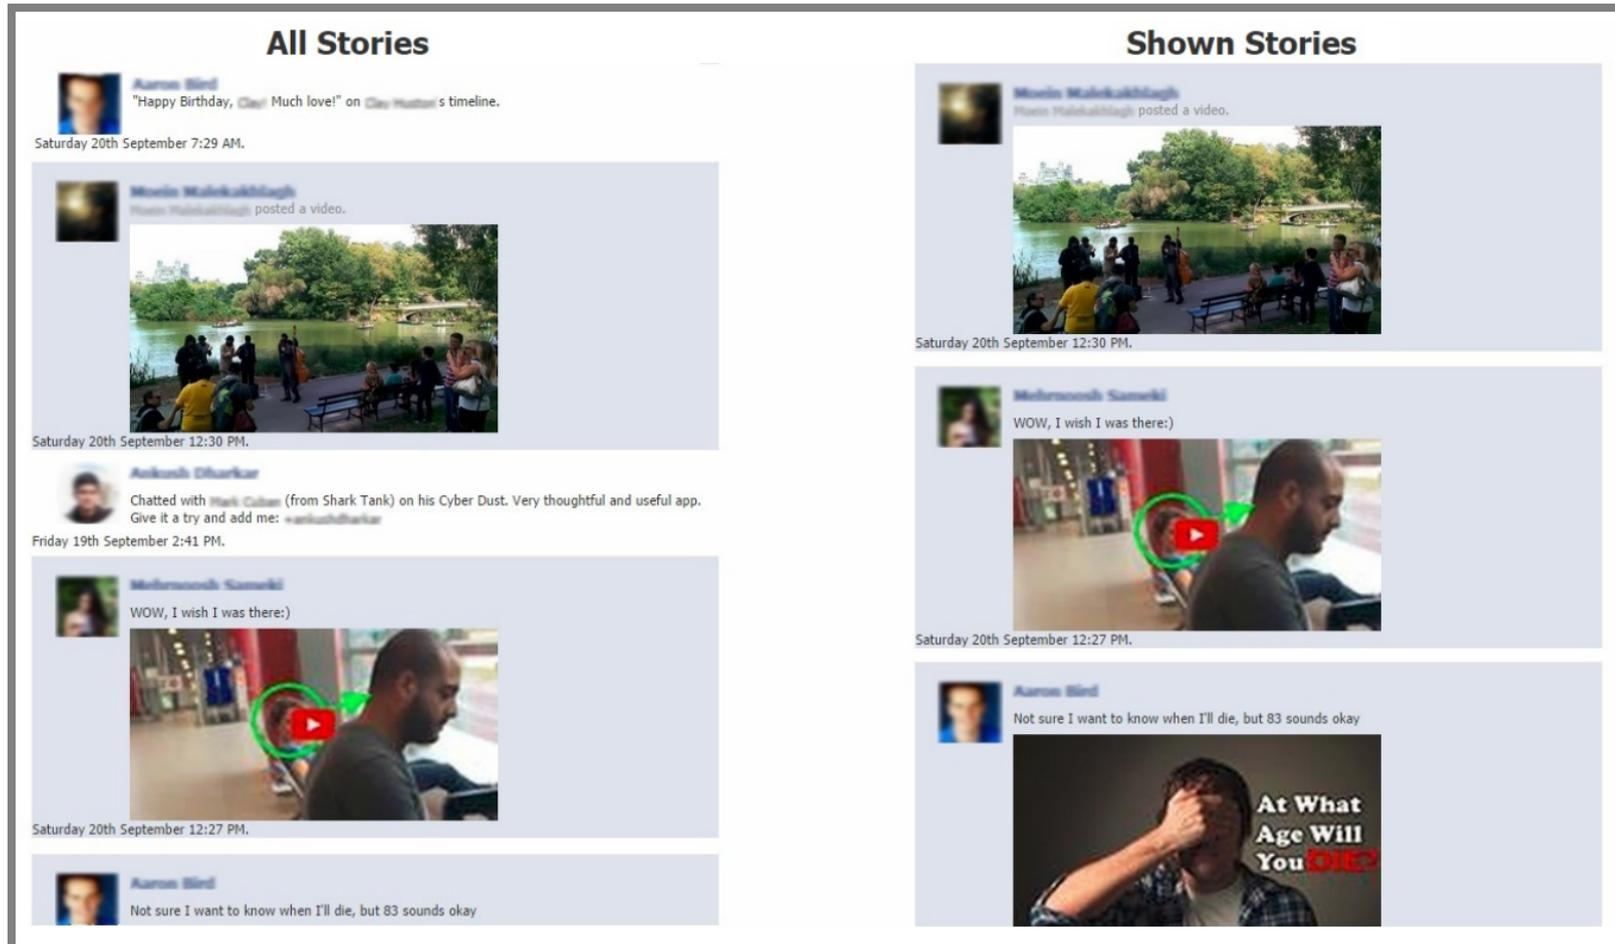 All Stories
"Happy Birthday, Much love!" on 's timeline.
Saturday 20th September 7:29 AM.
posted a video.
Saturday 20th September 12:30 PM.
Chatted with (from Shark Tank) on his Cyber Dust. Very thoughtful and useful app.
Give it a try and add me:
Friday 19th September 2:41 PM.
WOW, I wish I was there:)
Saturday 20th September 12:27 PM.
Not sure I want to know when I'll die, but 83 sounds okay
Shown Stories
posted a video.
Saturday 20th September 12:30 PM.
WOW, I wish I was there:)
Saturday 20th September 12:27 PM.
Not sure I want to know when I'll die, but 83 sounds okay
At What
Age Will
You DIE?